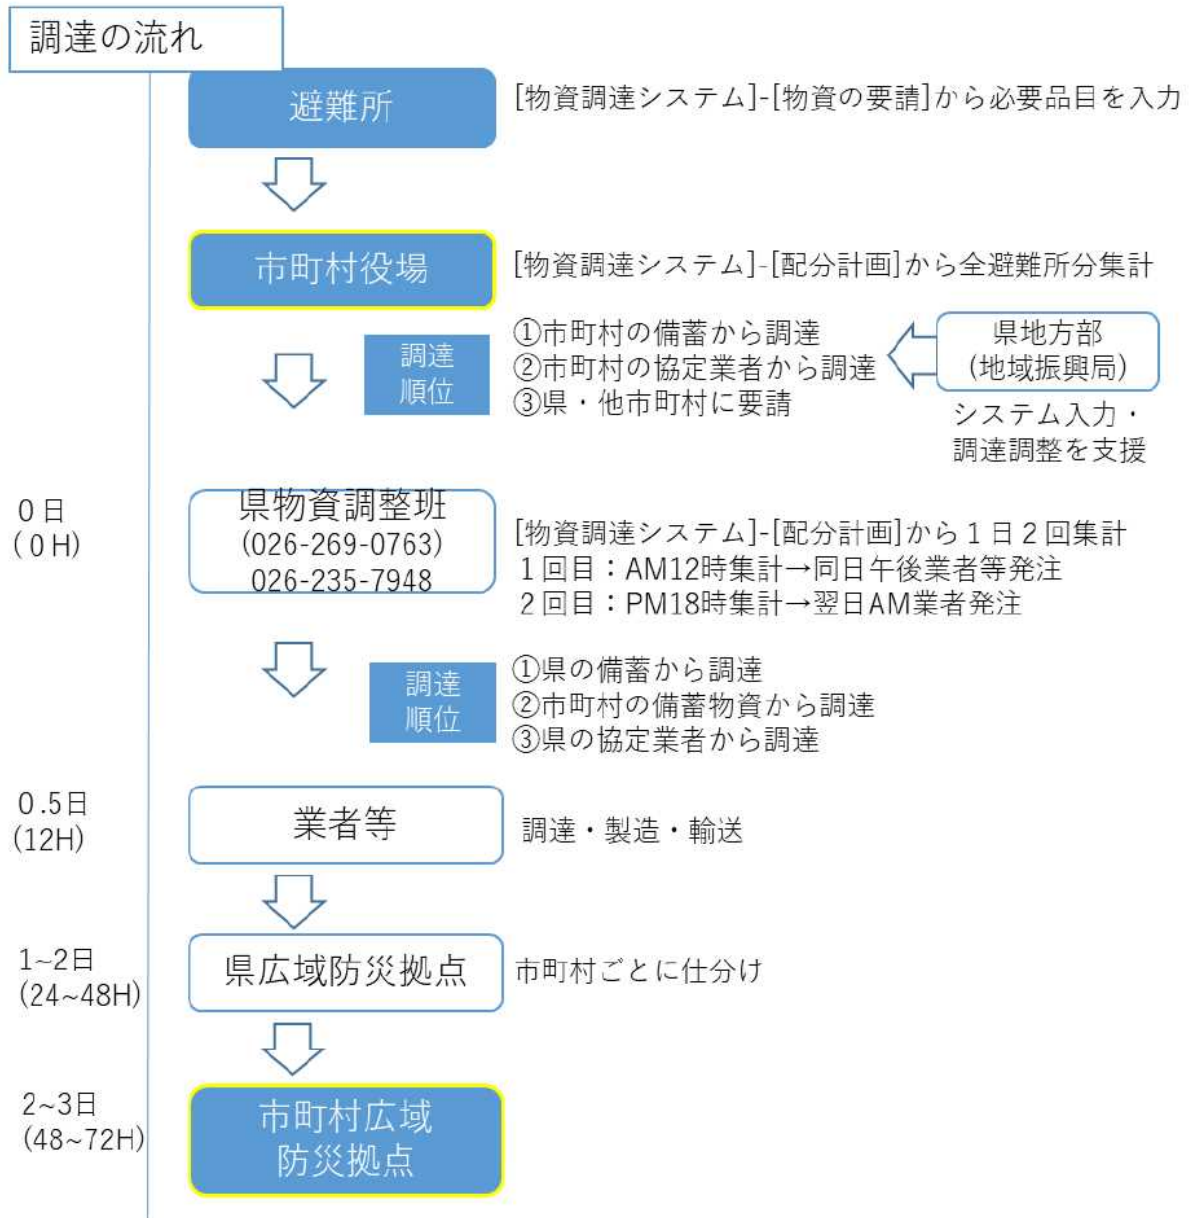 調達の流れ
避難所
[物資調達システム]-[物資の要請]から必要品目を入力
市町村役場
[物資調達システム]-[配分計画]から全避難所分集計
調達
順位
①市町村の備蓄から調達
②市町村の協定業者から調達
③県・他市町村に要請
県地方部
(地域振興局)
システム入力・
調達調整を支援
0日
(0H)
県物資調整班
(026-269-0763)
026-235-7948
[物資調達システム]-[配分計画]から1日2回集計
1回目：AM12時集計→同日午後業者等発注
2回目：PM18時集計→翌日AM業者発注
調達
順位
①県の備蓄から調達
②市町村の備蓄物資から調達
③県の協定業者から調達
0.5日
(12H)
業者等
調達・製造・輸送
1~2日
(24~48H)
県広域防災拠点
市町村ごとに仕分け
2~3日
(48~72H)
市町村広域
防災拠点